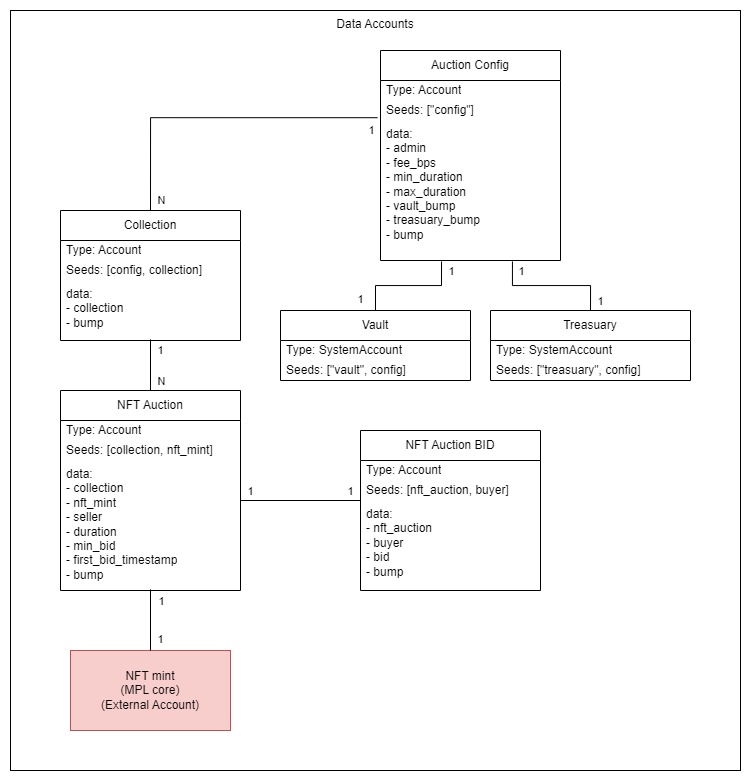 Data Accounts
Auction Config
Type: Account
Seeds: ["config"]
data:
- admin
- fee_bps
- min_duration
- max_duration
- vault_bump
- treasury_bump
- bump
1
N
Collection
Type: Account
Seeds: [config, collection]
data:
- collection
- bump
1
1
1
1
Vault
Type: SystemAccount
Seeds: ["vault", config]
Treasury
Type: SystemAccount
Seeds: ["treasury", config]
1
N
NFT Auction
Type: Account
Seeds: [collection, nft_mint]
data:
- collection
- nft_mint
- seller
- duration
- min_bid
- first_bid_timestamp
- bump
1
1
NFT Auction BID
Type: Account
Seeds: [nft_auction, buyer]
data:
- nft_auction
- buyer
- bid
- bump
1
1
NFT mint
(MPL core)
(External Account)